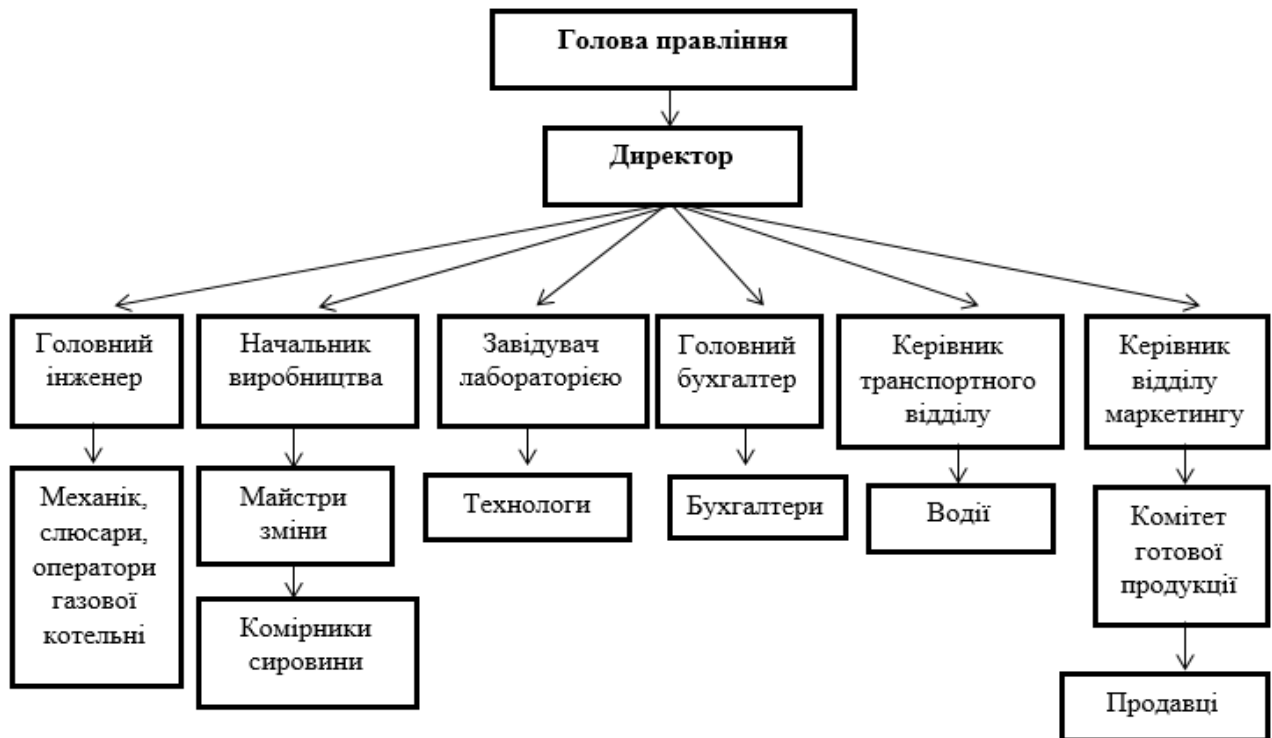 Голова правління
Директор
Головний
інженер
Начальник
виробництва
Завідувач
лабораторією
Головний
бухгалтер
Керівник
транспортного
відділу
Керівник
відділу
маркетингу
Механік,
слюсари,
оператори
газової
котельні
Майстри
зміни
Технологи
Бухгалтери
Водії
Комітет
готової
продукції
Комірники
сировини
Продавці